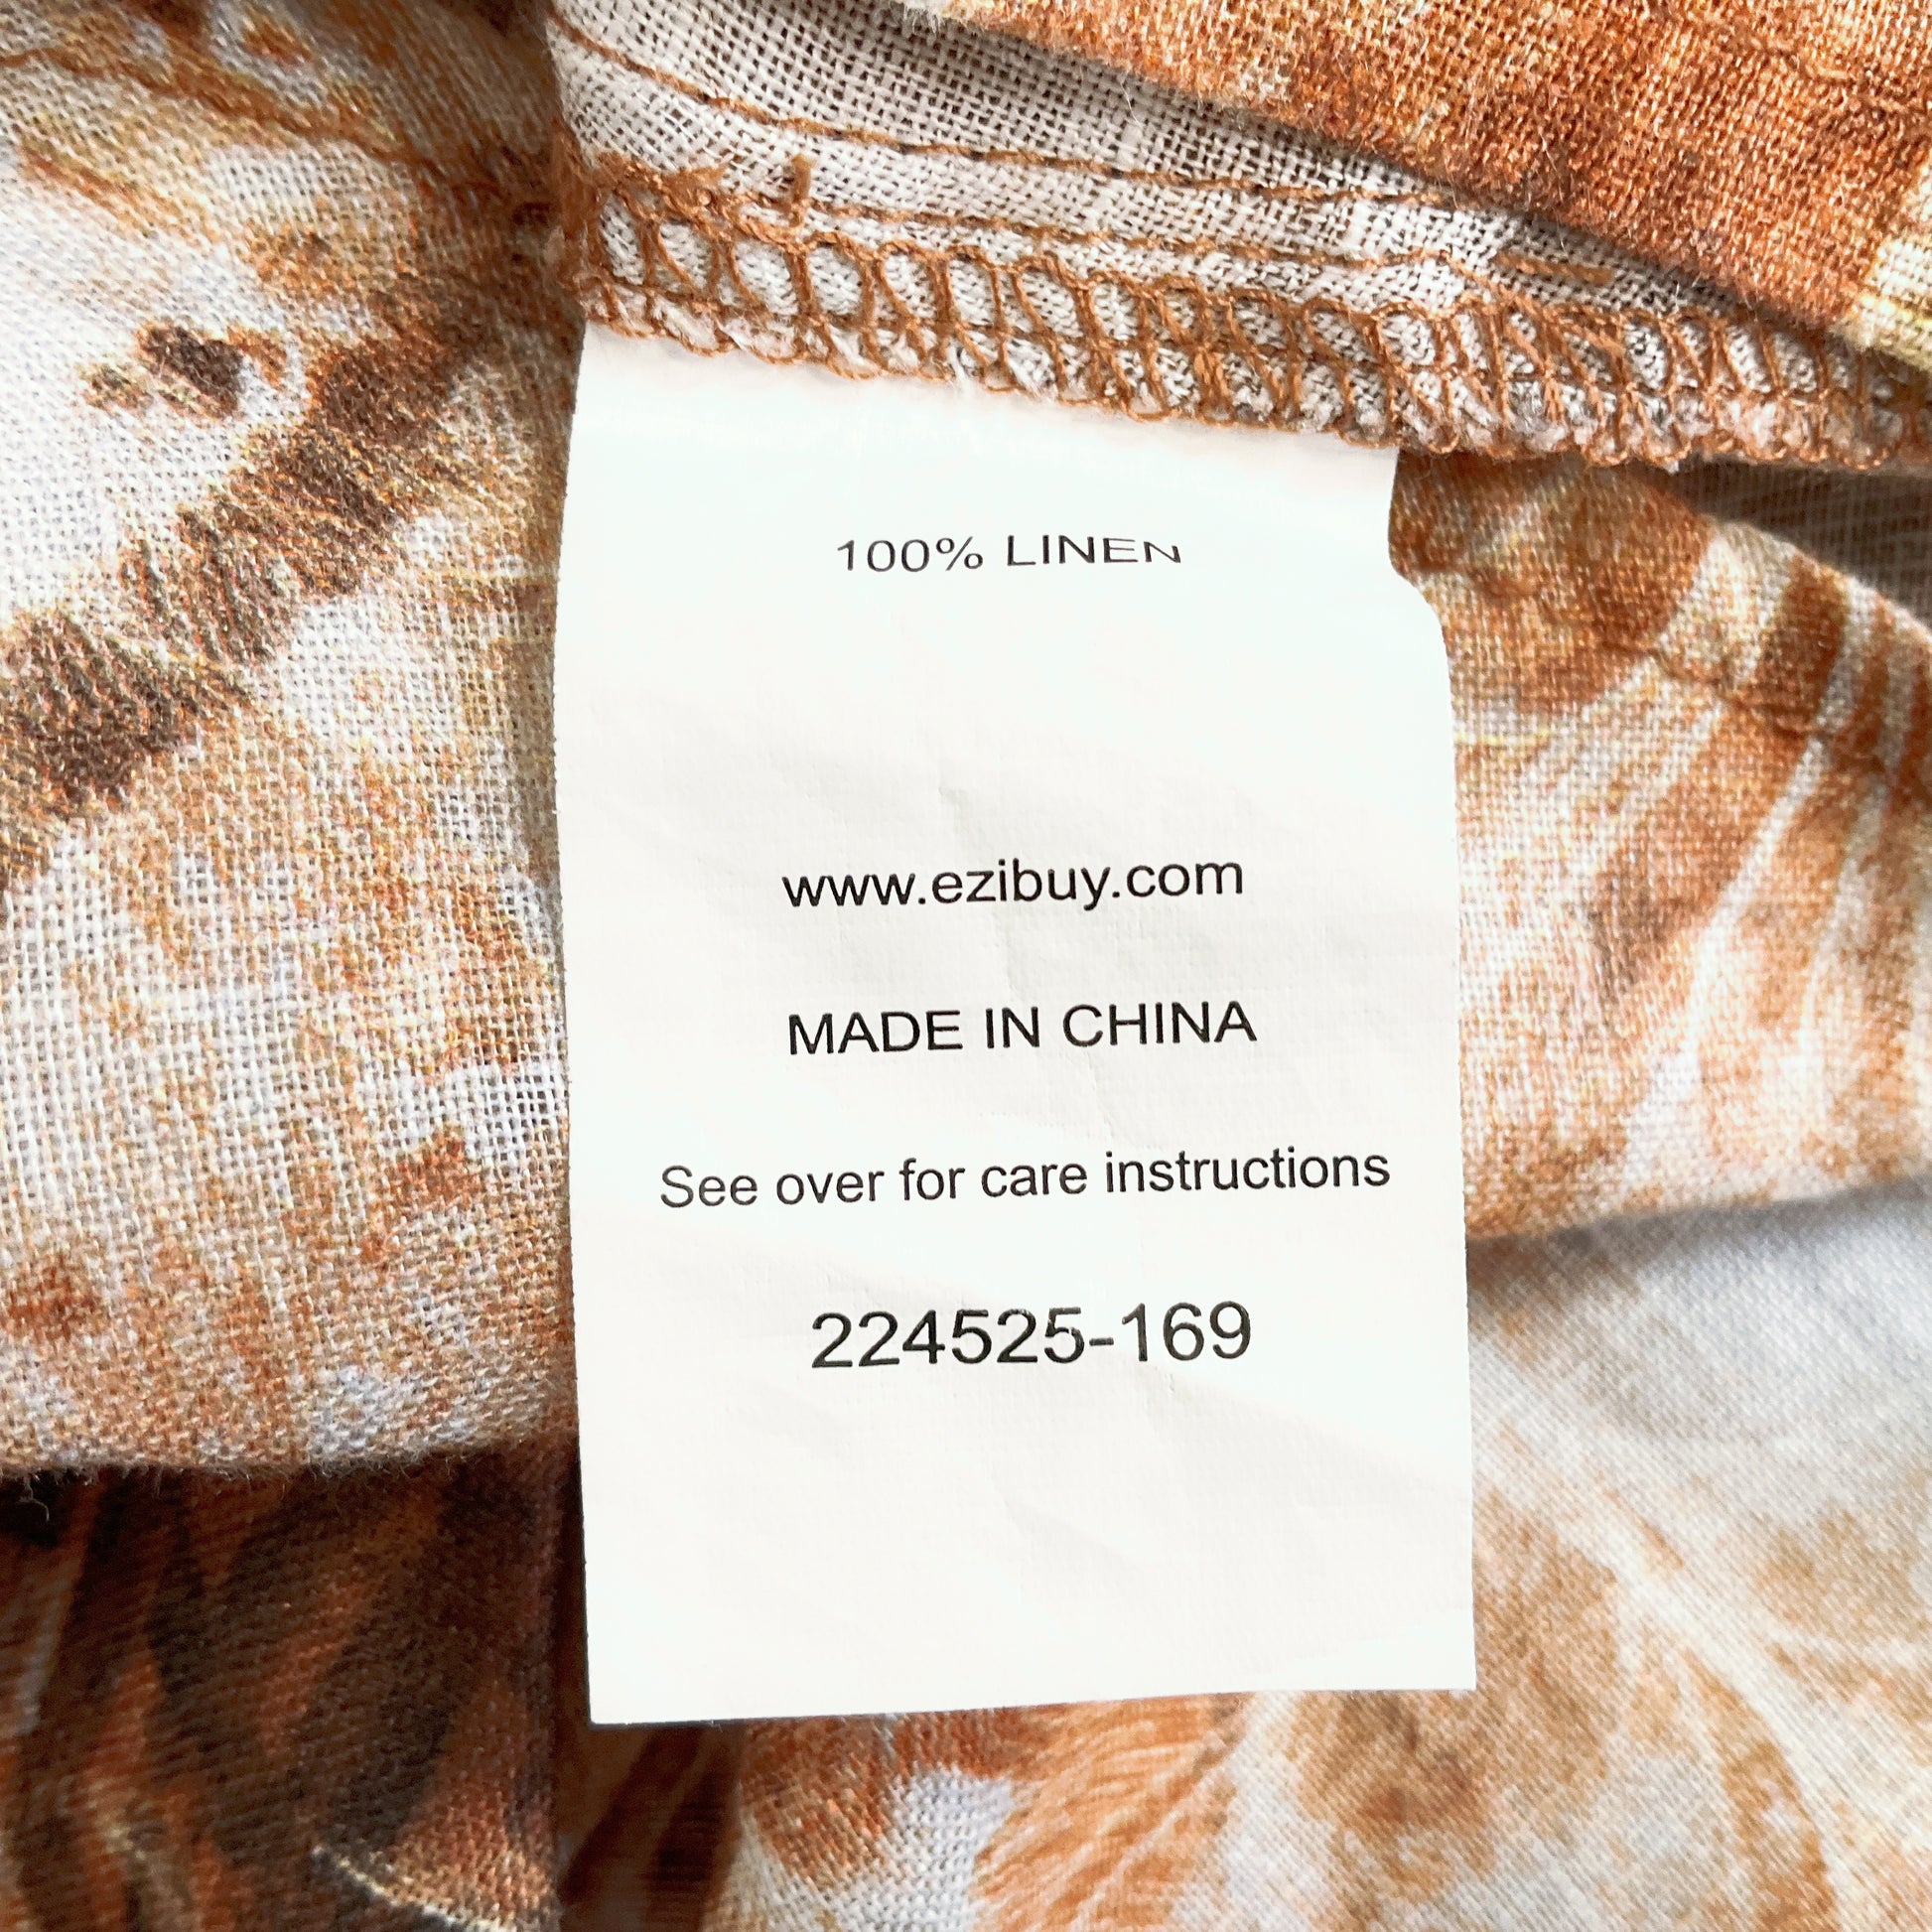 100% LINEN
www.ezibuy.com
MADE IN CHINA
See over for care instructions
224525-169